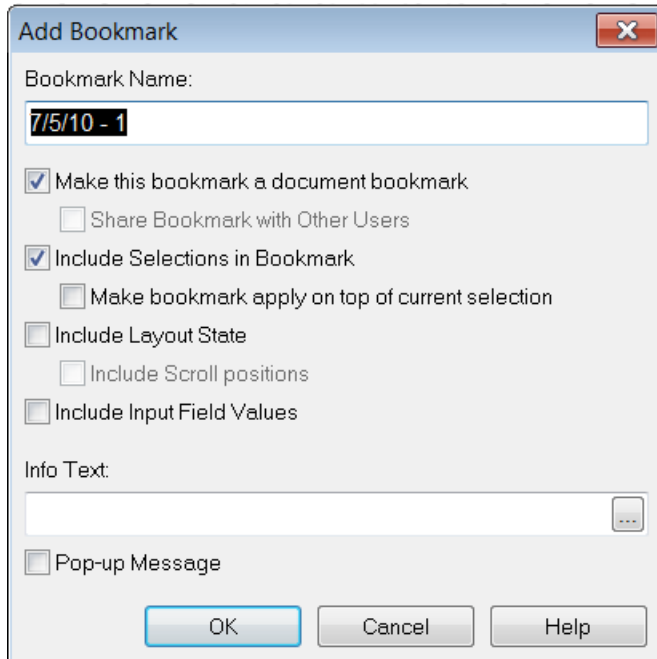 Add Bookmark
Bookmark Name:
7/5/10 - 1
Make this bookmark a document bookmark
Share Bookmark with Other Users
Include Selections in Bookmark
Make bookmark apply on top of current selection
Include Layout State
Include Scroll positions
Include Input Field Values
Info Text:
...
Pop-up Message
OK Cancel Help